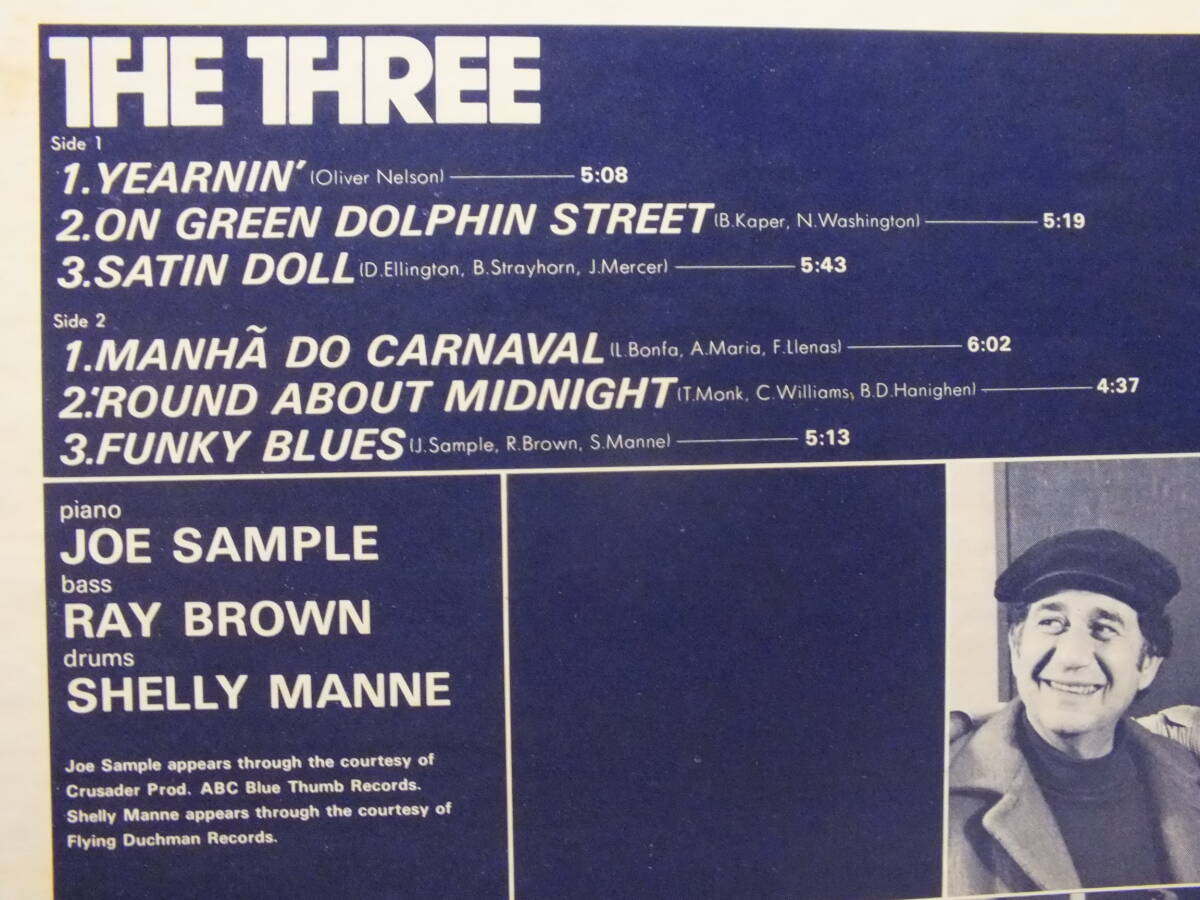 THE THREE
Side 1
1.YEARNIN' (Oliver Nelson) 5:08
2.ON GREEN DOLPHIN STREET (B.Kaper, N.Washington) 5:19
3.SATIN DOLL (D.Ellington, B.Strayhorn, J.Mercer) 5:43
Side 2
1.MANHÃ DO CARNAVAL (L.Bonfa, A.Maria, F.Llenas) 6:02
2.'ROUND ABOUT MIDNIGHT (T.Monk, C.Williams, B.D.Hanighen) 4:37
3.FUNKY BLUES (J.Sample, R.Brown, S.Manne) 5:13
piano
JOE SAMPLE
bass
RAY BROWN
drums
SHELLY MANNE
Joe Sample appears through the courtesy of
Crusader Prod. ABC Blue Thumb Records.
Shelly Manne appears through the courtesy of
Flying Duchman Records.